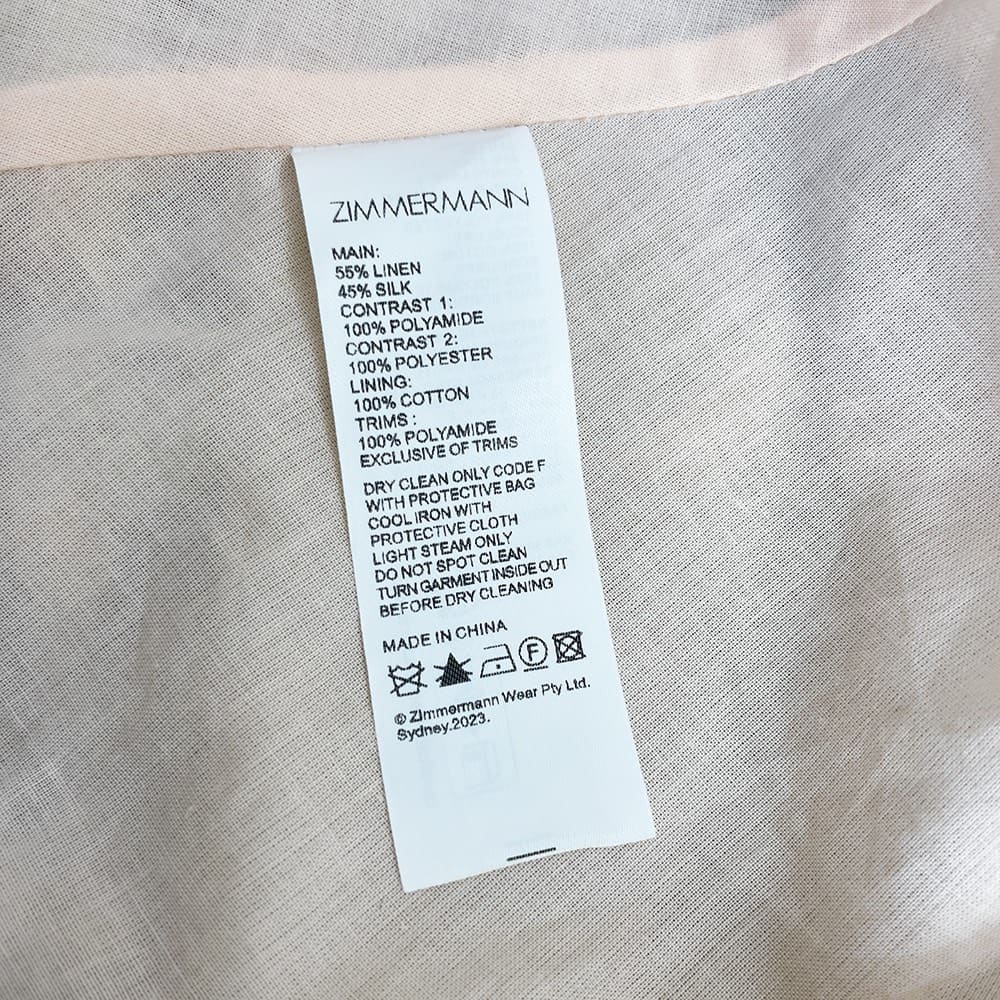 ZIMMERMANN
MAIN:
55% LINEN
45% SILK
CONTRAST 1:
100% POLYAMIDE
CONTRAST 2:
100% POLYESTER
LINING:
100% COTTON
TRIMS :
100% POLYAMIDE
EXCLUSIVE OF TRIMS
DRY CLEAN ONLY CODE F
WITH PROTECTIVE BAG
COOL IRON WITH
PROTECTIVE CLOTH
LIGHT STEAM ONLY
DO NOT SPOT CLEAN
TURN GARMENT INSIDE OUT
BEFORE DRY CLEANING
MADE IN CHINA
F
© Zimmermann Wear Pty Ltd.
Sydney.2023.